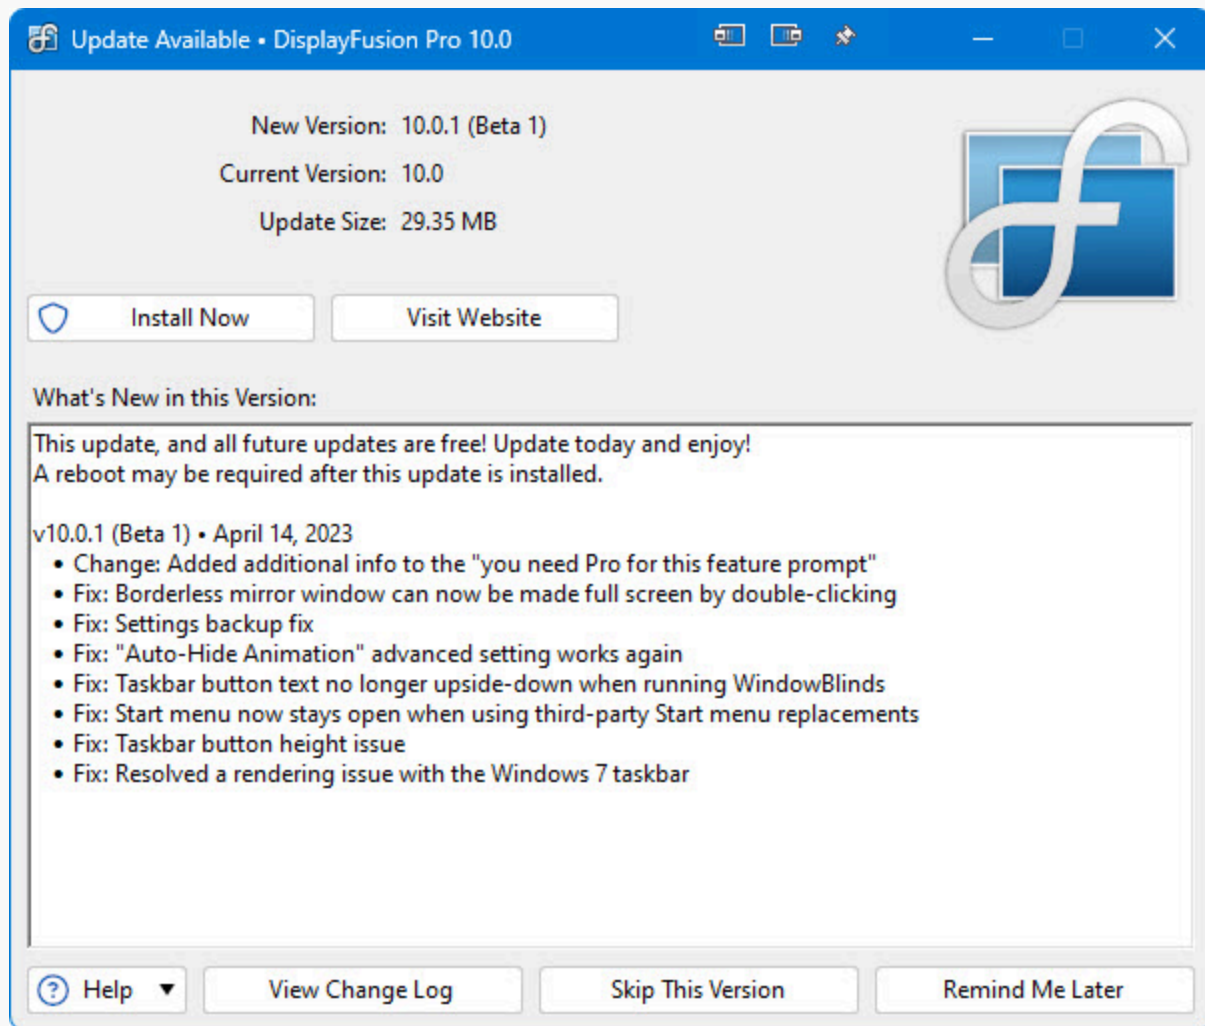 Update Available • DisplayFusion Pro 10.0
New Version: 10.0.1 (Beta 1)
Current Version: 10.0
Update Size: 29.35 MB
Install Now
Visit Website
What's New in this Version:
This update, and all future updates are free! Update today and enjoy!
A reboot may be required after this update is installed.
v10.0.1 (Beta 1) • April 14, 2023
• Change: Added additional info to the "you need Pro for this feature prompt"
• Fix: Borderless mirror window can now be made full screen by double-clicking
• Fix: Settings backup fix
• Fix: "Auto-Hide Animation" advanced setting works again
• Fix: Taskbar button text no longer upside-down when running WindowBlinds
• Fix: Start menu now stays open when using third-party Start menu replacements
• Fix: Taskbar button height issue
• Fix: Resolved a rendering issue with the Windows 7 taskbar
Help
View Change Log
Skip This Version
Remind Me Later